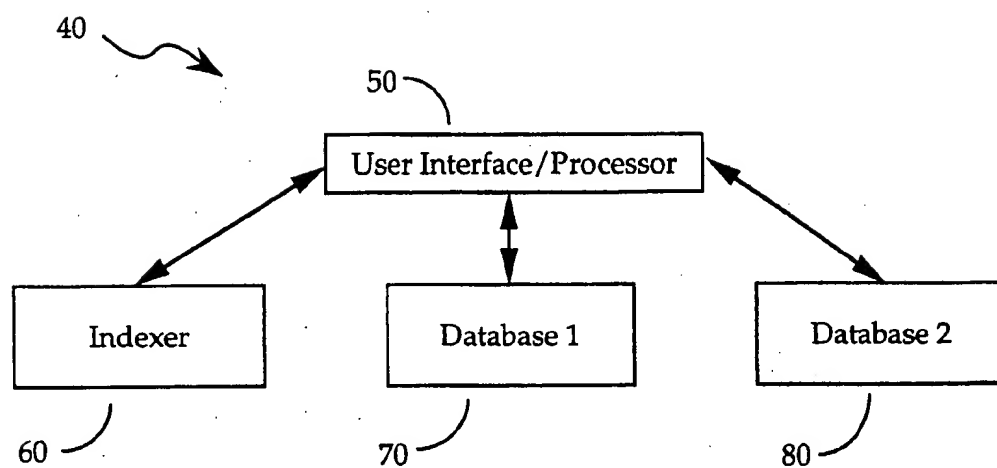 40
50
User Interface/Processor
Indexer
Database 1
Database 2
60
70
80